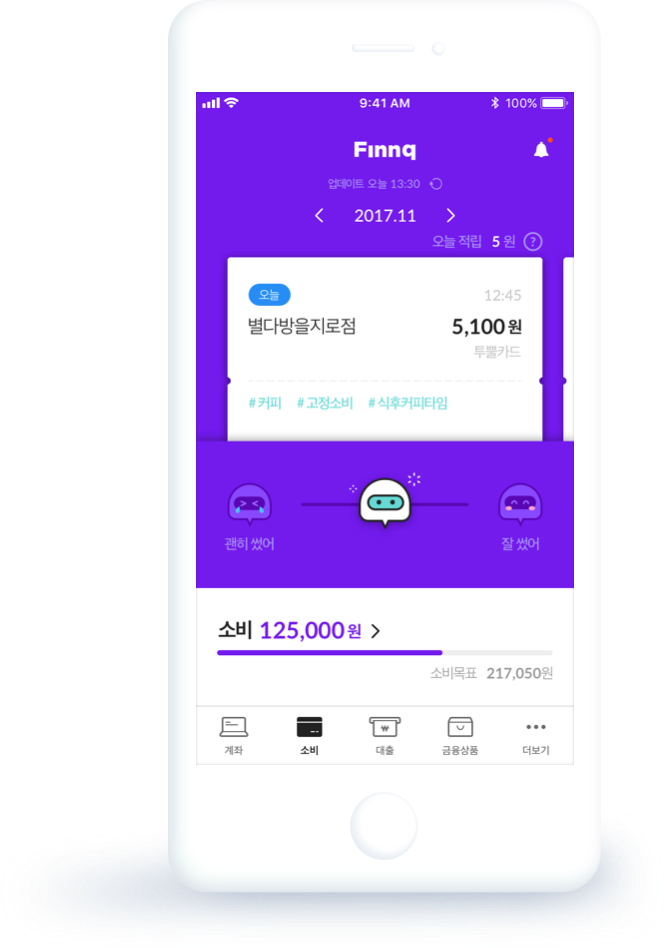 9:41 AM 100%
Finnq
업데이트 오늘 13:30
2017.11
오늘 적립 5 원 ?
오늘 12:45
별다방을지로점 5,100 원
투뿔카드
# 커피 # 고정소비 # 식후커피타임
괜히 썼어 잘 썼어
소비 125,000 원
소비목표 217,050원
계좌 소비 대출 금융상품 더보기